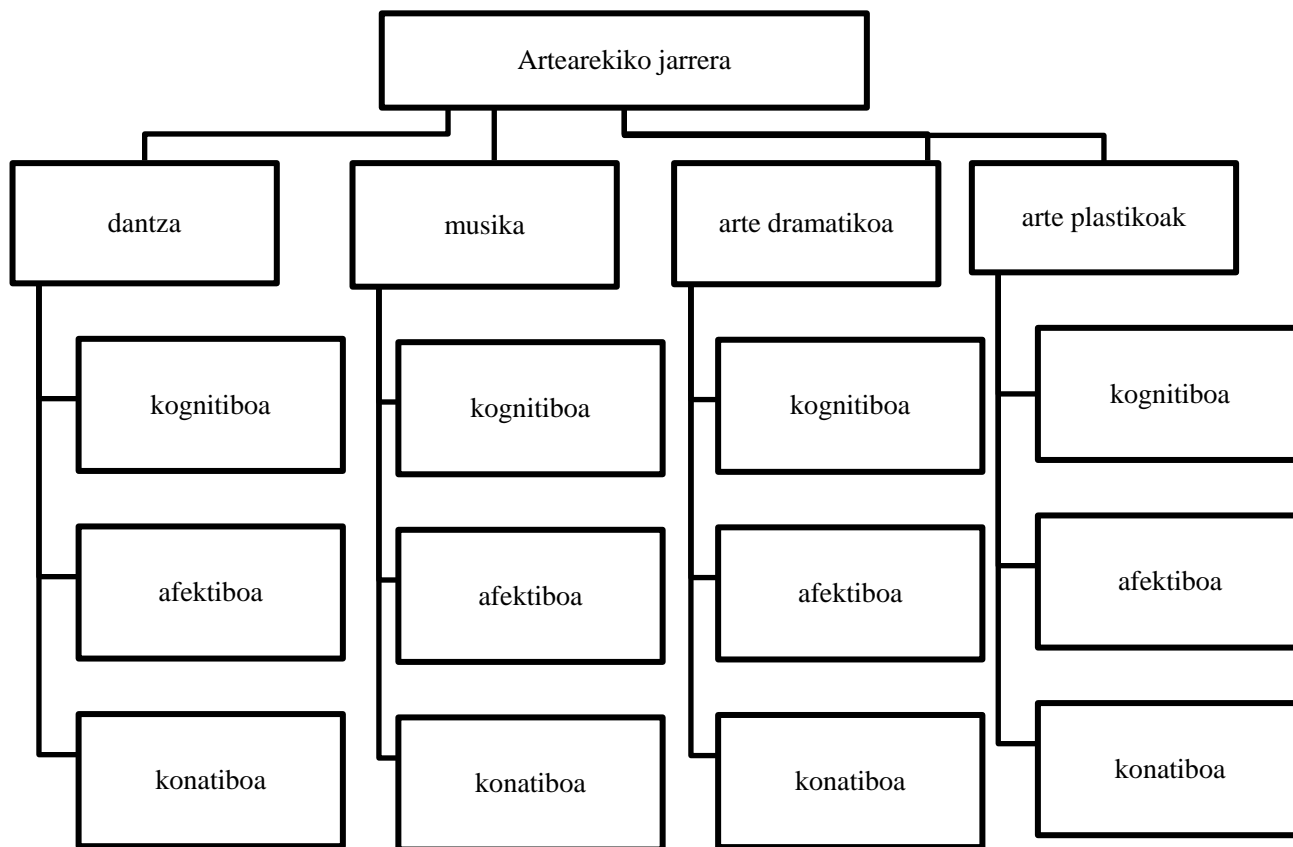 Artearekiko jarrera
dantza
musika
arte dramatikoa
arte plastikoak
kognitiboa
kognitiboa
kognitiboa
kognitiboa
afektiboa
afektiboa
afektiboa
afektiboa
konatiboa
konatiboa
konatiboa
konatiboa